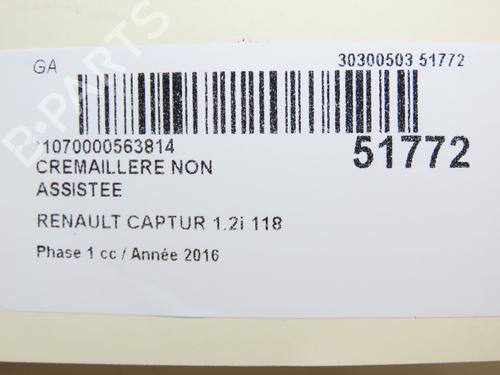 GA
30300503 51772
*1070000563814
51772
CREMAILLERE NON
ASSISTEE
RENAULT CAPTUR 1.2i 118
Phase 1 cc / Année 2016
B-PARTS